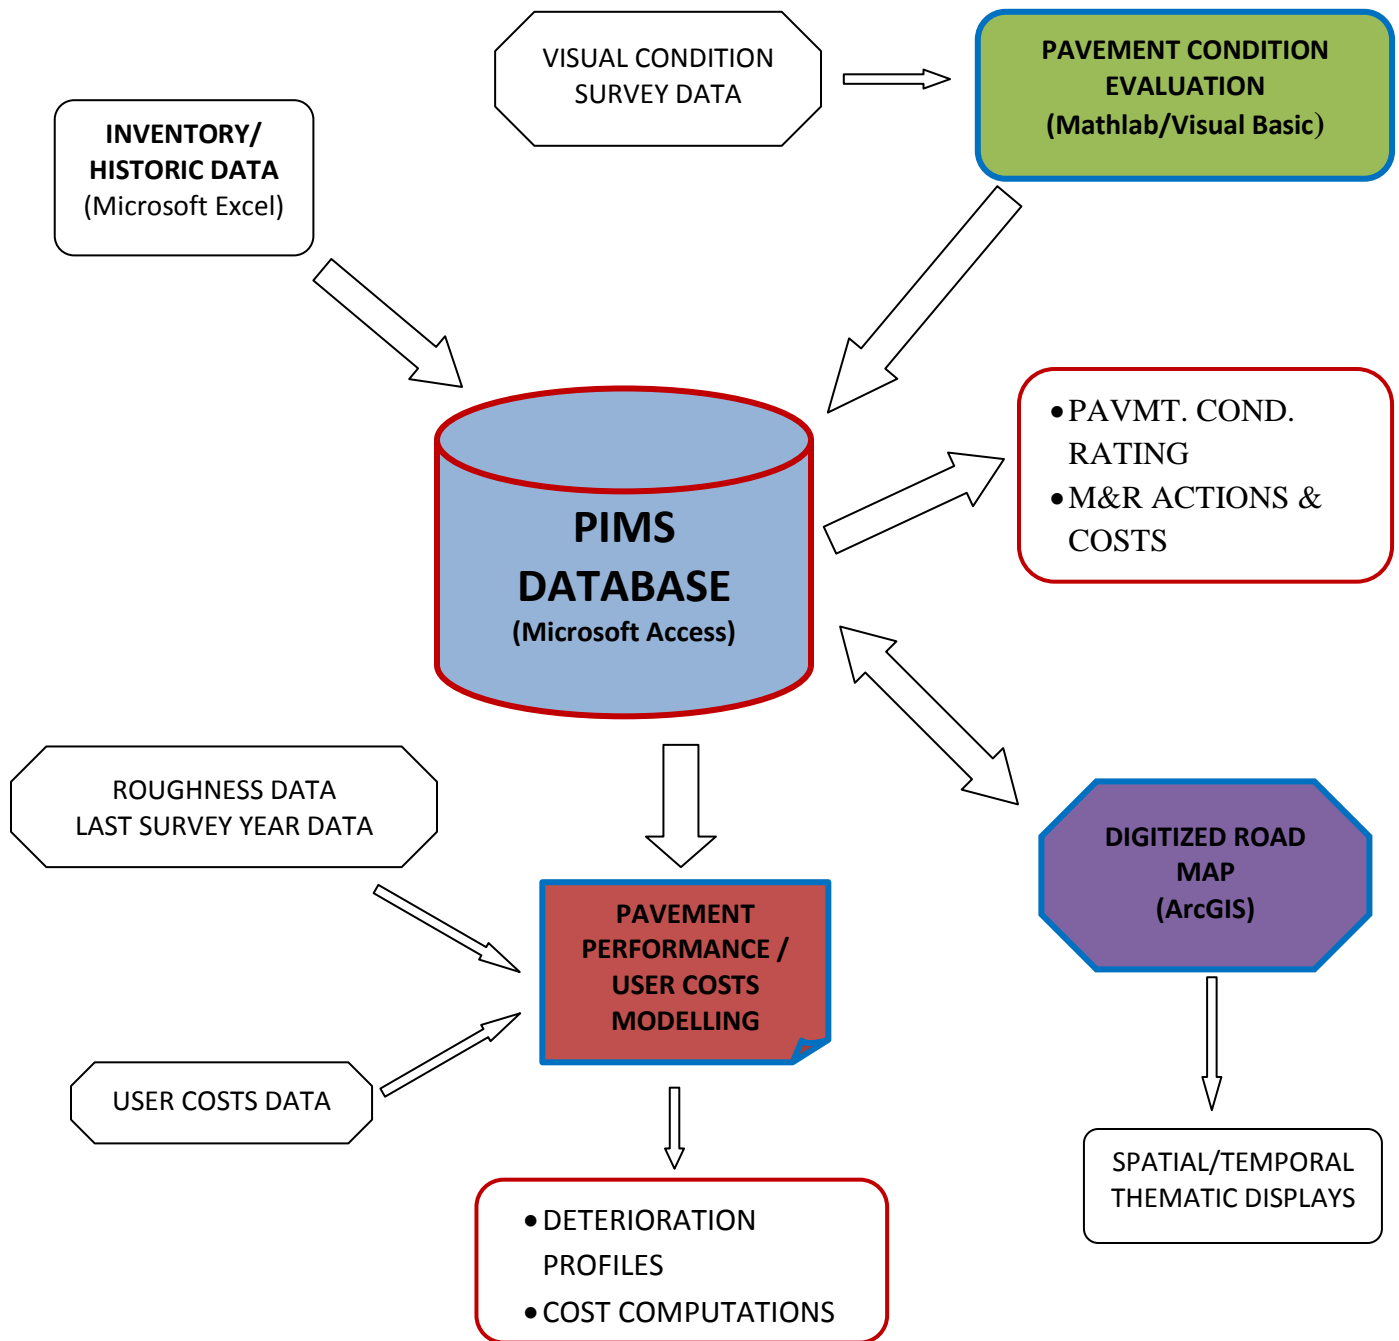 VISUAL CONDITION
SURVEY DATA
PAVEMENT CONDITION
EVALUATION
(Mathlab/Visual Basic)
INVENTORY/
HISTORIC DATA
(Microsoft Excel)
•PAVMT. COND.
RATING
•M&R ACTIONS &
COSTS
PIMS
DATABASE
(Microsoft Access)
ROUGHNESS DATA
LAST SURVEY YEAR DATA
DIGITIZED ROAD
MAP
(ArcGIS)
PAVEMENT
PERFORMANCE /
USER COSTS
MODELLING
USER COSTS DATA
SPATIAL/TEMPORAL
THEMATIC DISPLAYS
•DETERIORATION
PROFILES
•COST COMPUTATIONS